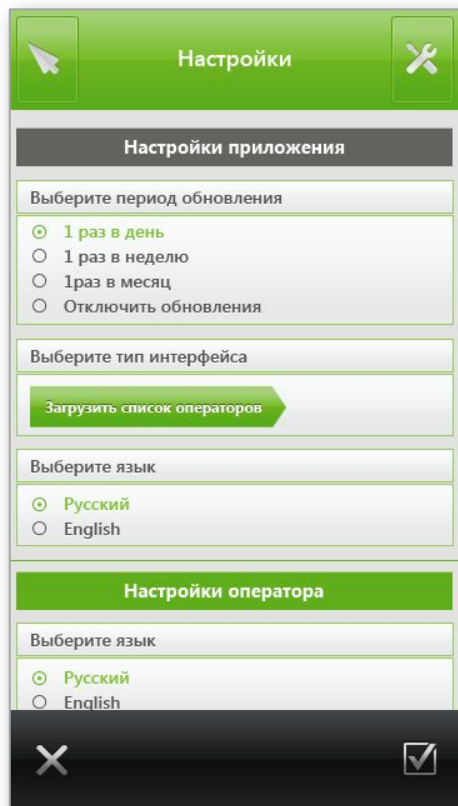 Настройки
Настройки приложения
Выберите период обновления
1 раз в день
1 раз в неделю
1раз в месяц
Отключить обновления
Выберите тип интерфейса
Загрузить список операторов
Выберите язык
Русский
English
Настройки оператора
Выберите язык
Русский
English